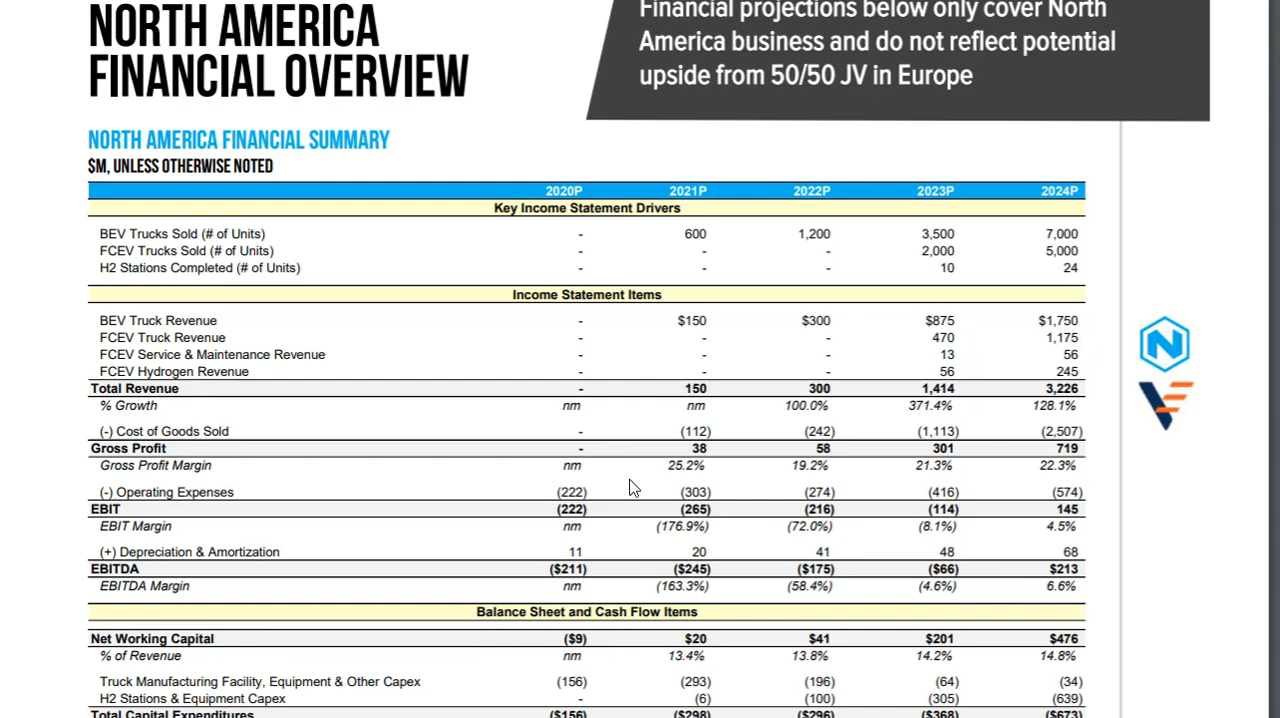 NORTH AMERICA
FINANCIAL OVERVIEW
Financial projections below only cover North
America business and do not reflect potential
upside from 50/50 JV in Europe
NORTH AMERICA FINANCIAL SUMMARY
$M, UNLESS OTHERWISE NOTED
2020P 2021P 2022P 2023P 2024P
Key Income Statement Drivers
BEV Trucks Sold (# of Units) - 600 1,200 3,500 7,000
FCEV Trucks Sold (# of Units) - - - 2,000 5,000
H2 Stations Completed (# of Units) - - - 10 24
Income Statement Items
BEV Truck Revenue - $150 $300 $875 $1,750
FCEV Truck Revenue - - - 470 1,175
FCEV Service & Maintenance Revenue - - - 13 56
FCEV Hydrogen Revenue - - - 56 245
Total Revenue - 150 300 1,414 3,226
% Growth nm nm 100.0% 371.4% 128.1%
(-) Cost of Goods Sold - (112) (242) (1,113) (2,507)
Gross Profit - 38 58 301 719
Gross Profit Margin nm 25.2% 19.2% 21.3% 22.3%
(-) Operating Expenses (222) (303) (274) (416) (574)
EBIT (222) (265) (216) (114) 145
EBIT Margin nm (176.9%) (72.0%) (8.1%) 4.5%
(+) Depreciation & Amortization 11 20 41 48 68
EBITDA ($211) ($245) ($175) ($66) $213
EBITDA Margin nm (163.3%) (58.4%) (4.6%) 6.6%
Balance Sheet and Cash Flow Items
Net Working Capital ($9) $20 $41 $201 $476
% of Revenue nm 13.4% 13.8% 14.2% 14.8%
Truck Manufacturing Facility, Equipment & Other Capex (156) (293) (196) (64) (34)
H2 Stations & Equipment Capex - (6) (100) (305) (639)
Total Capital Expenditures ($156) ($298) ($296) ($368) ($673)